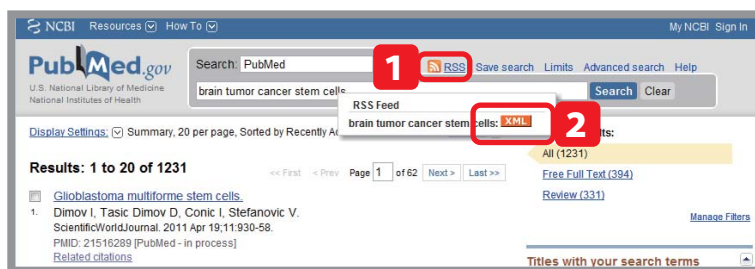 NCBI Resources How To My NCBI Sign In
PubMed.gov
U.S. National Library of Medicine
National Institutes of Health
Search: PubMed
1
RSS Save search Limits Advanced search Help
brain tumor cancer stem cells
Search Clear
RSS Feed
brain tumor cancer stem cells: XML
2
Display Settings: Summary, 20 per page, Sorted by Recently
lts:
All (1231)
Free Full Text (394)
Review (331)
Manage Filters
Results: 1 to 20 of 1231
<< First < Prev Page 1 of 62 Next > Last >>
Glioblastoma multiforme stem cells.
1. Dimov I, Tasic Dimov D, Conic I, Stefanovic V.
ScientificWorldJournal. 2011 Apr 19;11:930-58.
PMID: 21516289 [PubMed - in process]
Related citations
Titles with your search terms